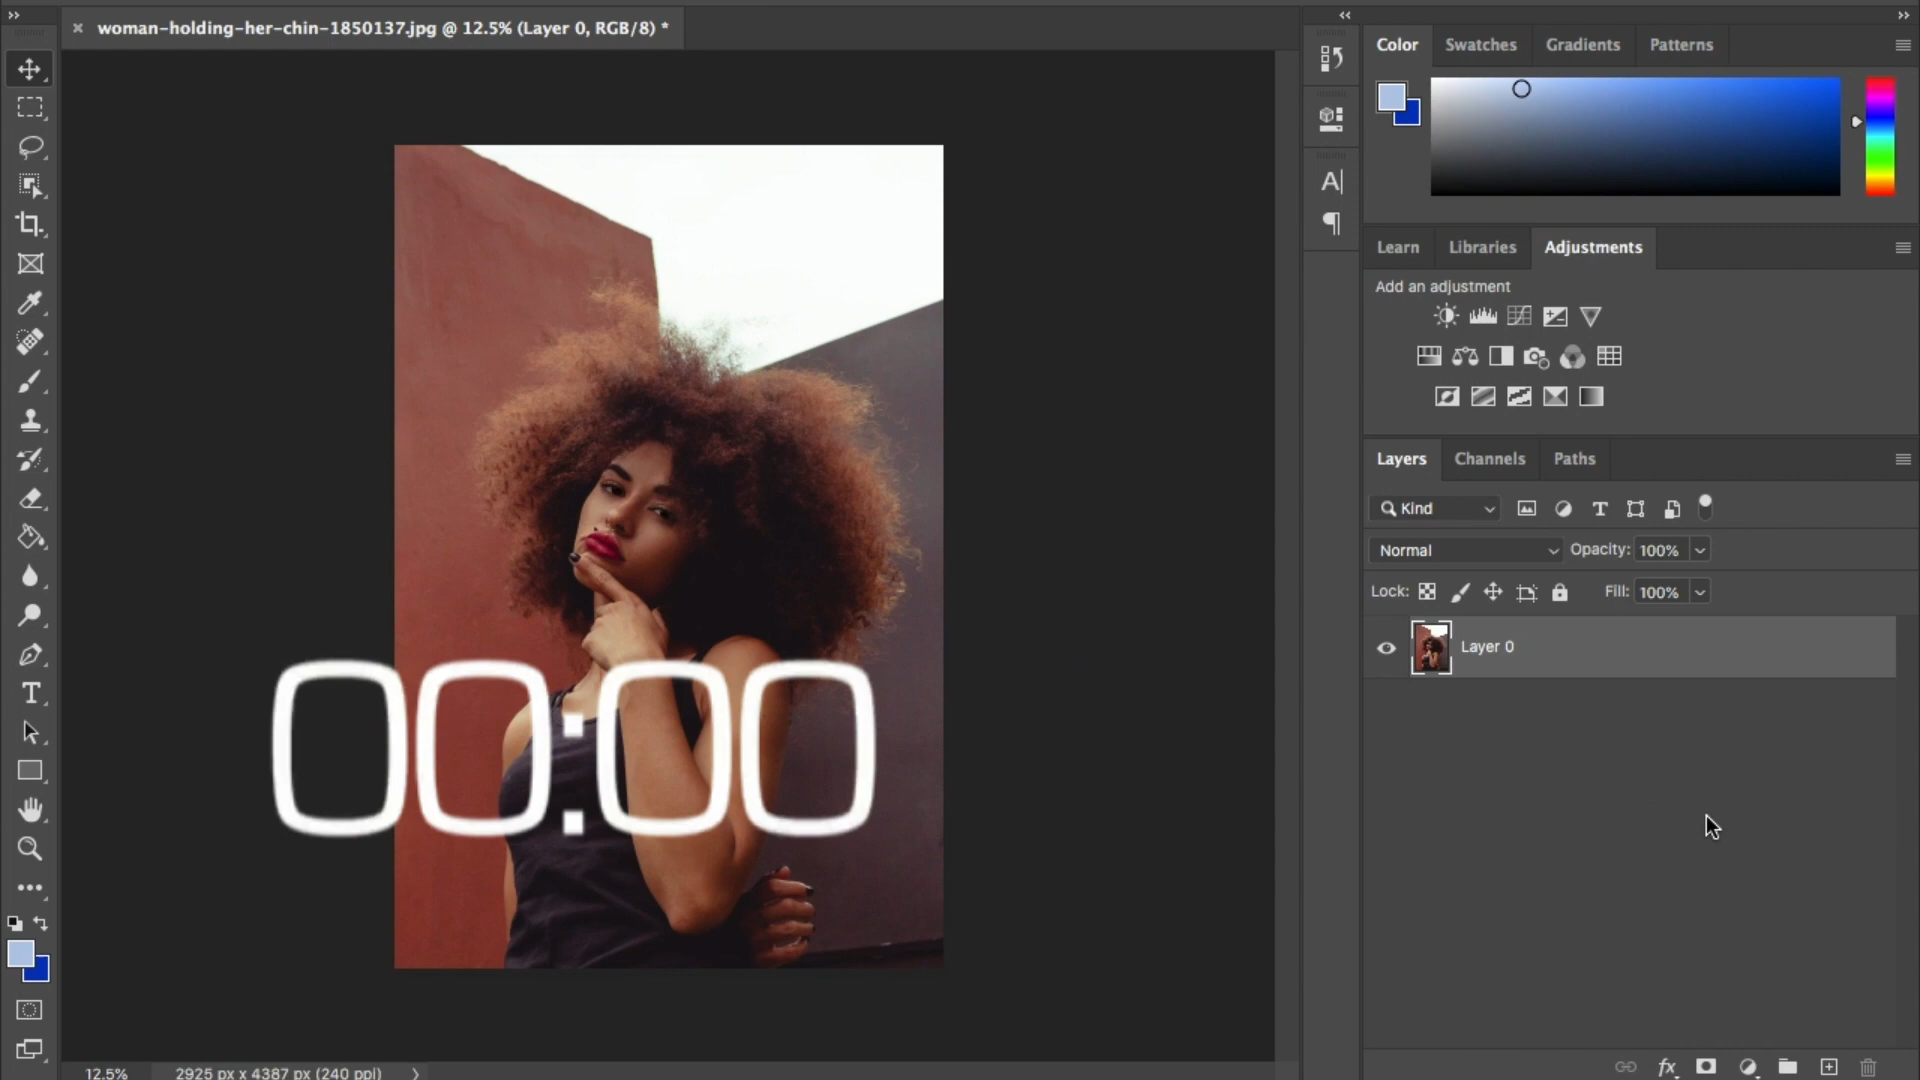 woman-holding-her-chin-1850137.jpg @ 12.5% (Layer 0, RGB/8) *
Color
Swatches
Gradients
Patterns
Learn
Libraries
Adjustments
Add an adjustment
Layers
Channels
Paths
Kind
Normal
Opacity: 100%
Lock:
Fill: 100%
Layer 0
00:00
12.5%
2925 px x 4387 px (240 ppi)